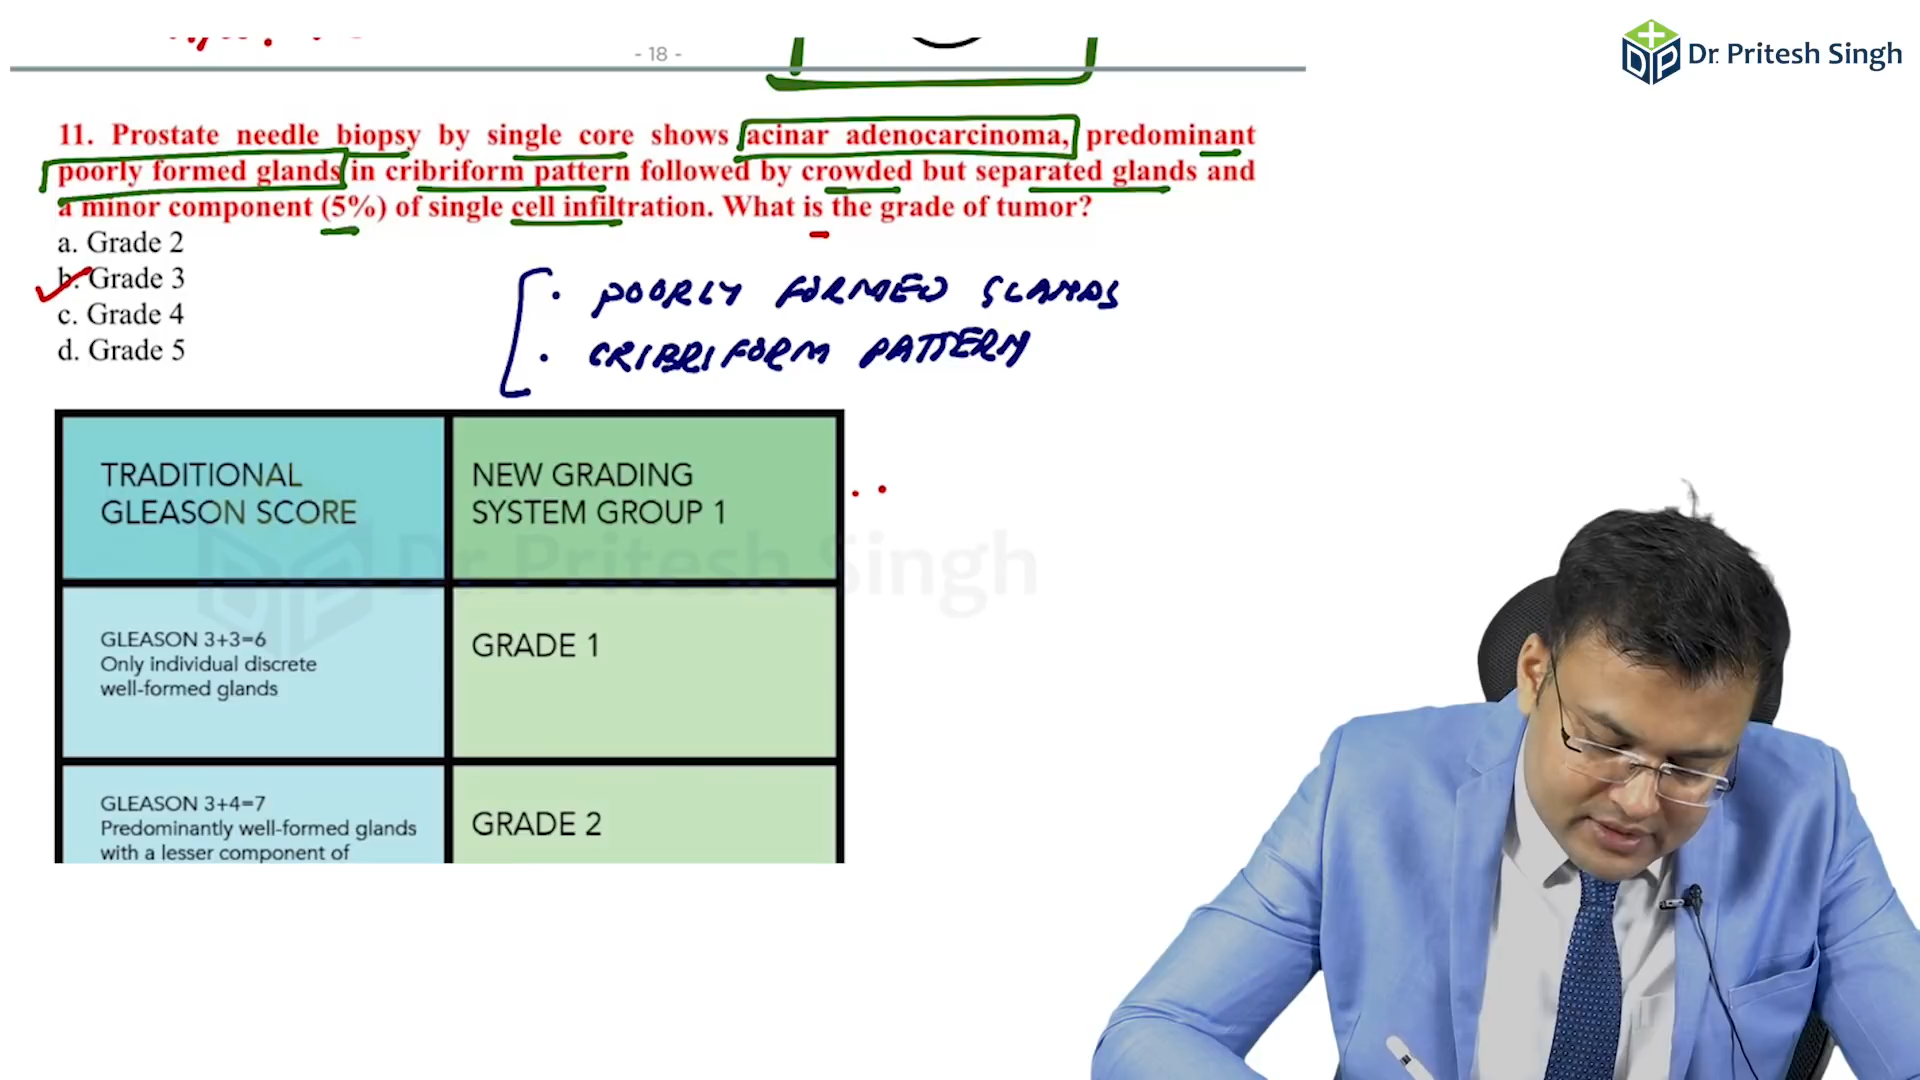 Dr. Pritesh Singh
- 18 -
11. Prostate needle biopsy by single core shows acinar adenocarcinoma, predominant
poorly formed glands in cribriform pattern followed by crowded but separated glands and
a minor component (5%) of single cell infiltration. What is the grade of tumor?
a. Grade 2
b. Grade 3
c. Grade 4
d. Grade 5
• POORLY FORMED GLANDS
• CRIBRIFORM PATTERN
TRADITIONAL
GLEASON SCORE
NEW GRADING
SYSTEM GROUP 1
Dr. Pritesh Singh
GLEASON 3+3=6
Only individual discrete
well-formed glands
GRADE 1
GLEASON 3+4=7
Predominantly well-formed glands
with a lesser component of
GRADE 2